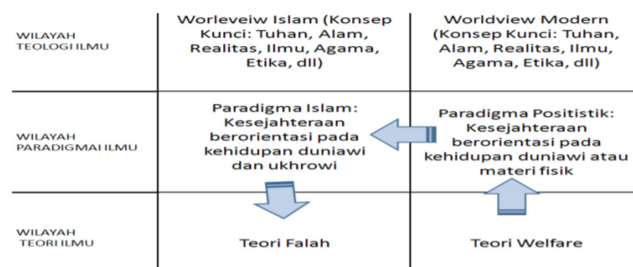 WILAYAH
TEOLOGI ILMU
Worleveiw Islam (Konsep
Kunci: Tuhan, Alam,
Realitas, Ilmu, Agama,
Etika, dll)
Worldview Modern
(Konsep Kunci: Tuhan,
Alam, Realitas, Ilmu,
Agama, Etika, dll)
WILAYAH
PARADIGMAI ILMU
Paradigma Islam:
Kesejahteraan
berorientasi pada
kehidupan duniawi
dan ukhrowi
Paradigma Positistik:
Kesejahteraan
berorientasi pada
kehidupan duniawi atau
materi fisik
WILAYAH
TEORI ILMU
Teori Falah
Teori Welfare